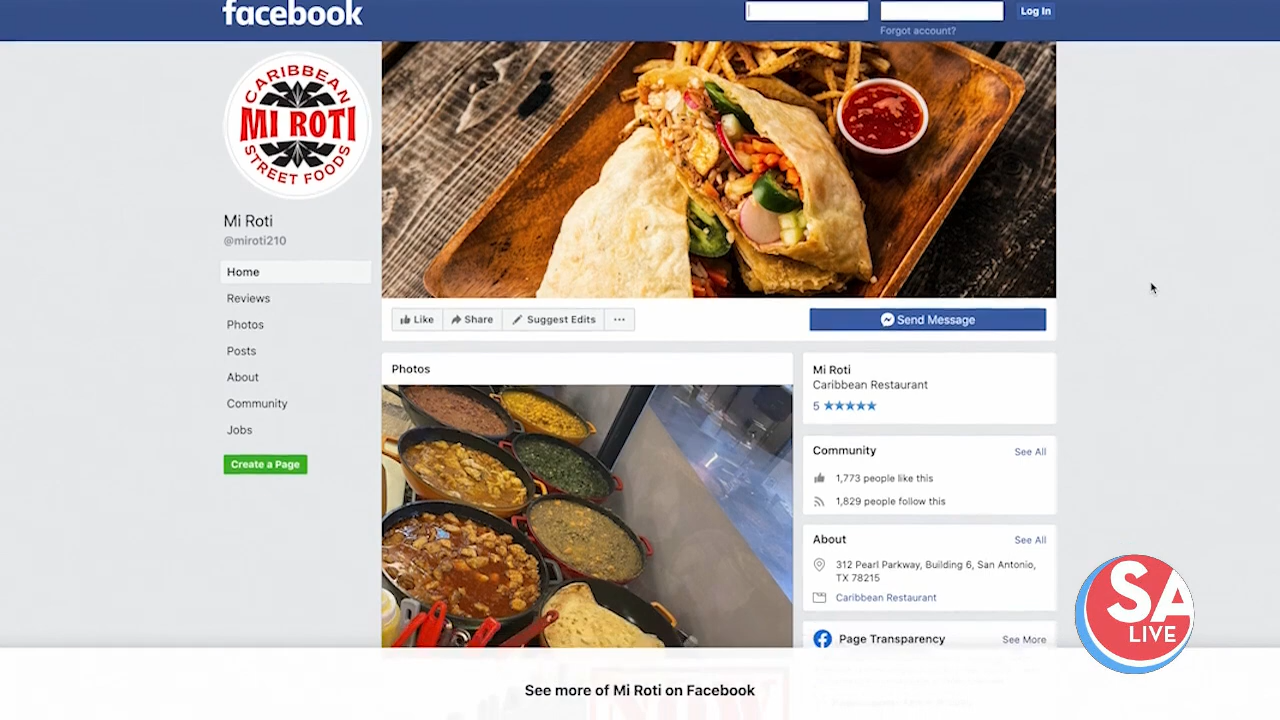 facebook
Log In
Forgot account?
CARIBBEAN
MI ROTI
STREET FOODS
Mi Roti
@miroti210
Home
Reviews
Photos
Posts
About
Community
Jobs
Create a Page
Like
Share
Suggest Edits
...
Send Message
Photos
Mi Roti
Caribbean Restaurant
5 ★★★★★
Community
See All
1,773 people like this
1,829 people follow this
About
See All
312 Pearl Parkway, Building 6, San Antonio,
TX 78215
Caribbean Restaurant
Page Transparency
See More
SA
LIVE
See more of Mi Roti on Facebook